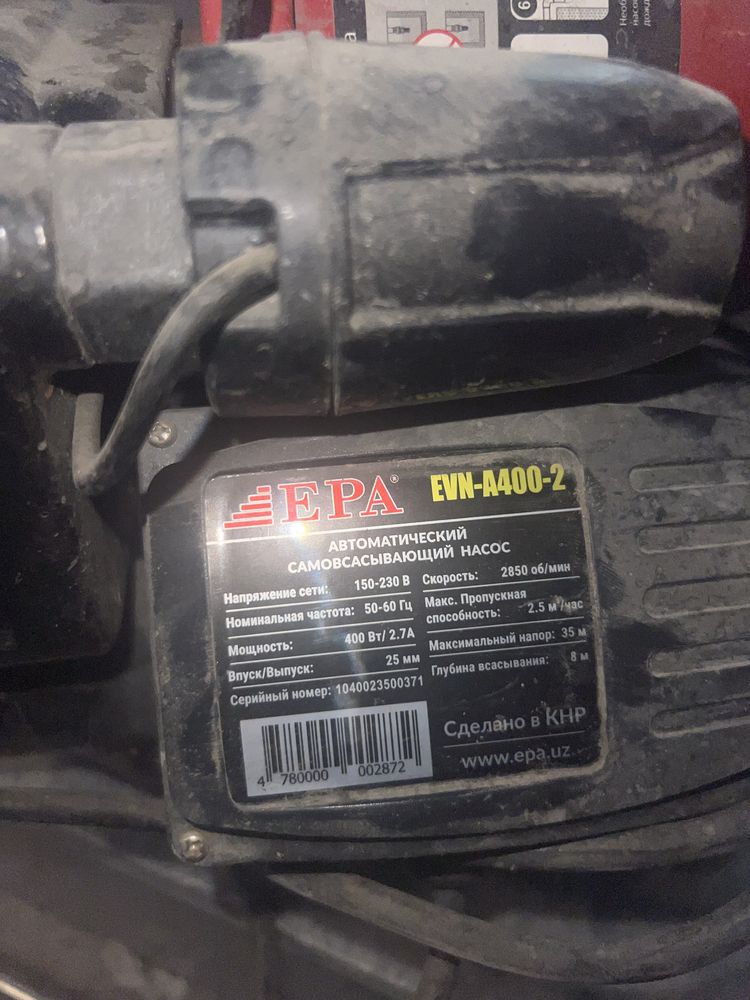 6
EPA®
EVN-A400-2
АВТОМАТИЧЕСКИЙ
САМОВСАСЫВАЮЩИЙ НАСОС
Напряжение сети: 150-230 В
Номинальная частота: 50-60 Гц
Мощность: 400 Вт/ 2.7А
Впуск/Выпуск: 25 мм
Серийный номер: 1040023500371
Скорость: 2850 об/мин
Макс. Пропускная
способность: 2.5 м³/час
Максимальный напор: 35 м
Глубина всасывания: 8 м
4 780000 002872
Сделано в КНР
www.epa.uz